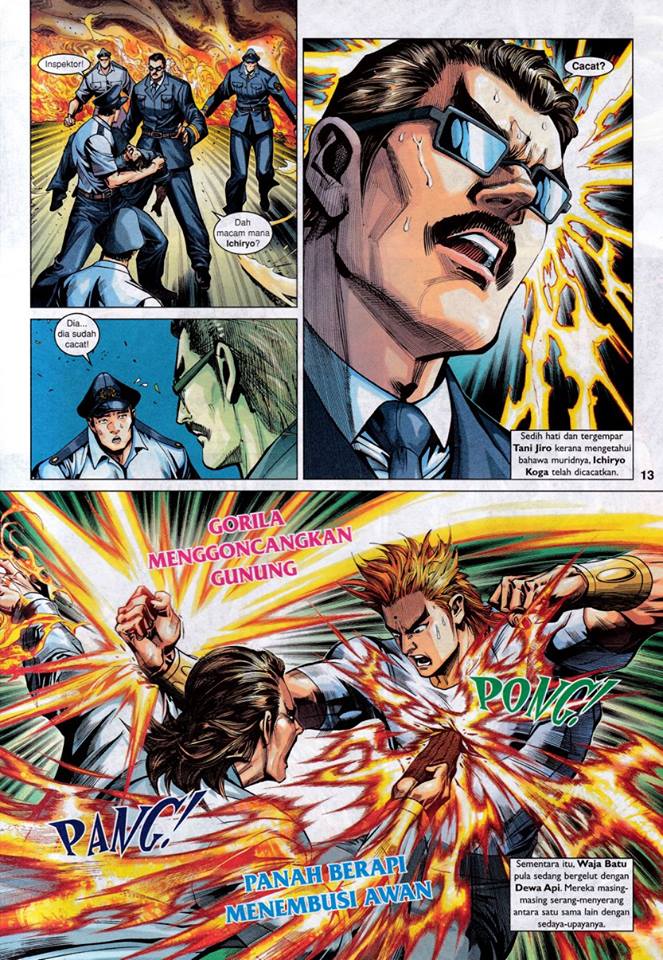 Inspektor!
Dah
macam mana
Ichiryo?
Cacat?
Dia...
dia sudah
cacat!
Sedih hati dan tergempar
Tani Jiro kerana mengetahui
bahawa muridnya, Ichiryo
Koga telah dicacatkan.
13
GORILA
MENGGONCANGKAN
GUNUNG
PONG!
PANG!
PANAH BERAPI
MENEMBUSI AWAN
Sementara itu, Waja Batu
pula sedang bergelut dengan
Dewa Api. Mereka masing-
masing serang-menyerang
antara satu sama lain dengan
sedaya-upayanya.